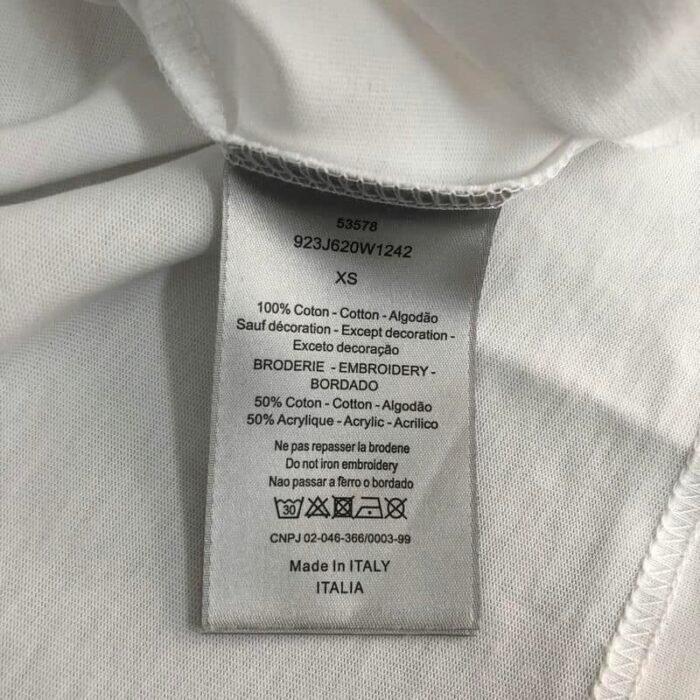 53578
923J620W1242
XS
100% Coton - Cotton - Algodão
Sauf décoration - Except decoration -
Exceto decoração
BRODERIE - EMBROIDERY -
BORDADO
50% Coton - Cotton - Algodão
50% Acrylique - Acrylic - Acrilico
Ne pas repasser la brodene
Do not iron embroidery
Nao passar a ferro o bordado
30
CNPJ 02-046-366/0003-99
Made In ITALY
ITALIA